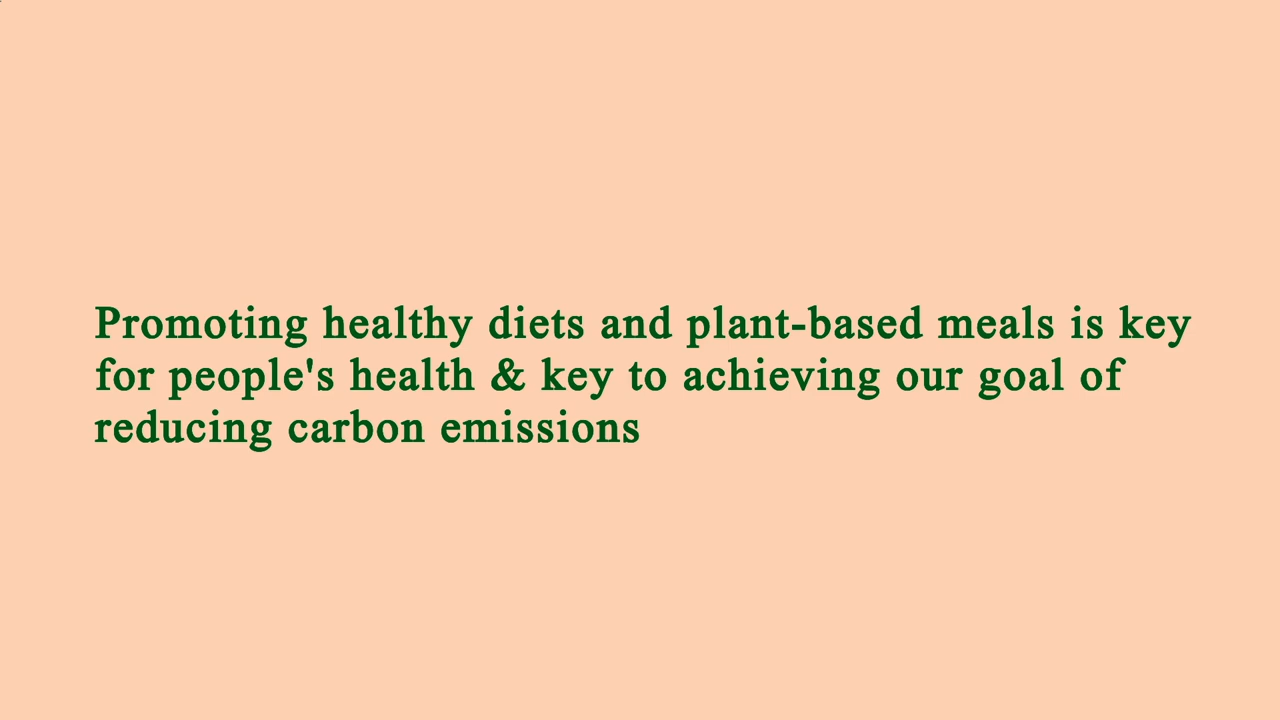 Promoting healthy diets and plant-based meals is key
for people's health & key to achieving our goal of
reducing carbon emissions